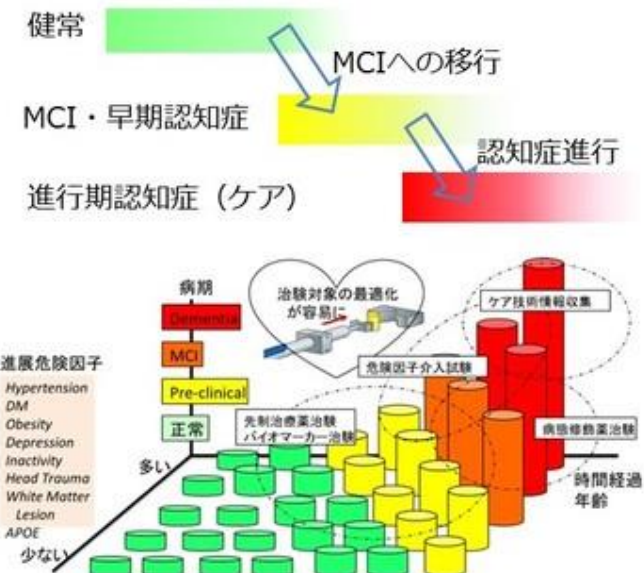 健常
MCIへの移行
MCI・早期認知症
認知症進行
進行期認知症（ケア）
病期
治験対象の最適化
が容易に
ケア技術情報収集
Dementia
進展危険因子
MCI
危険因子介入試験
Hypertension
DM
Obesity
Depression
Inactivity
Head Trauma
White Matter
Lesion
APOE
Pre-clinical
正常
先制治療薬治験
バイオマーカー治験
病態修飾薬治験
多い
時間経過
年齢
少ない